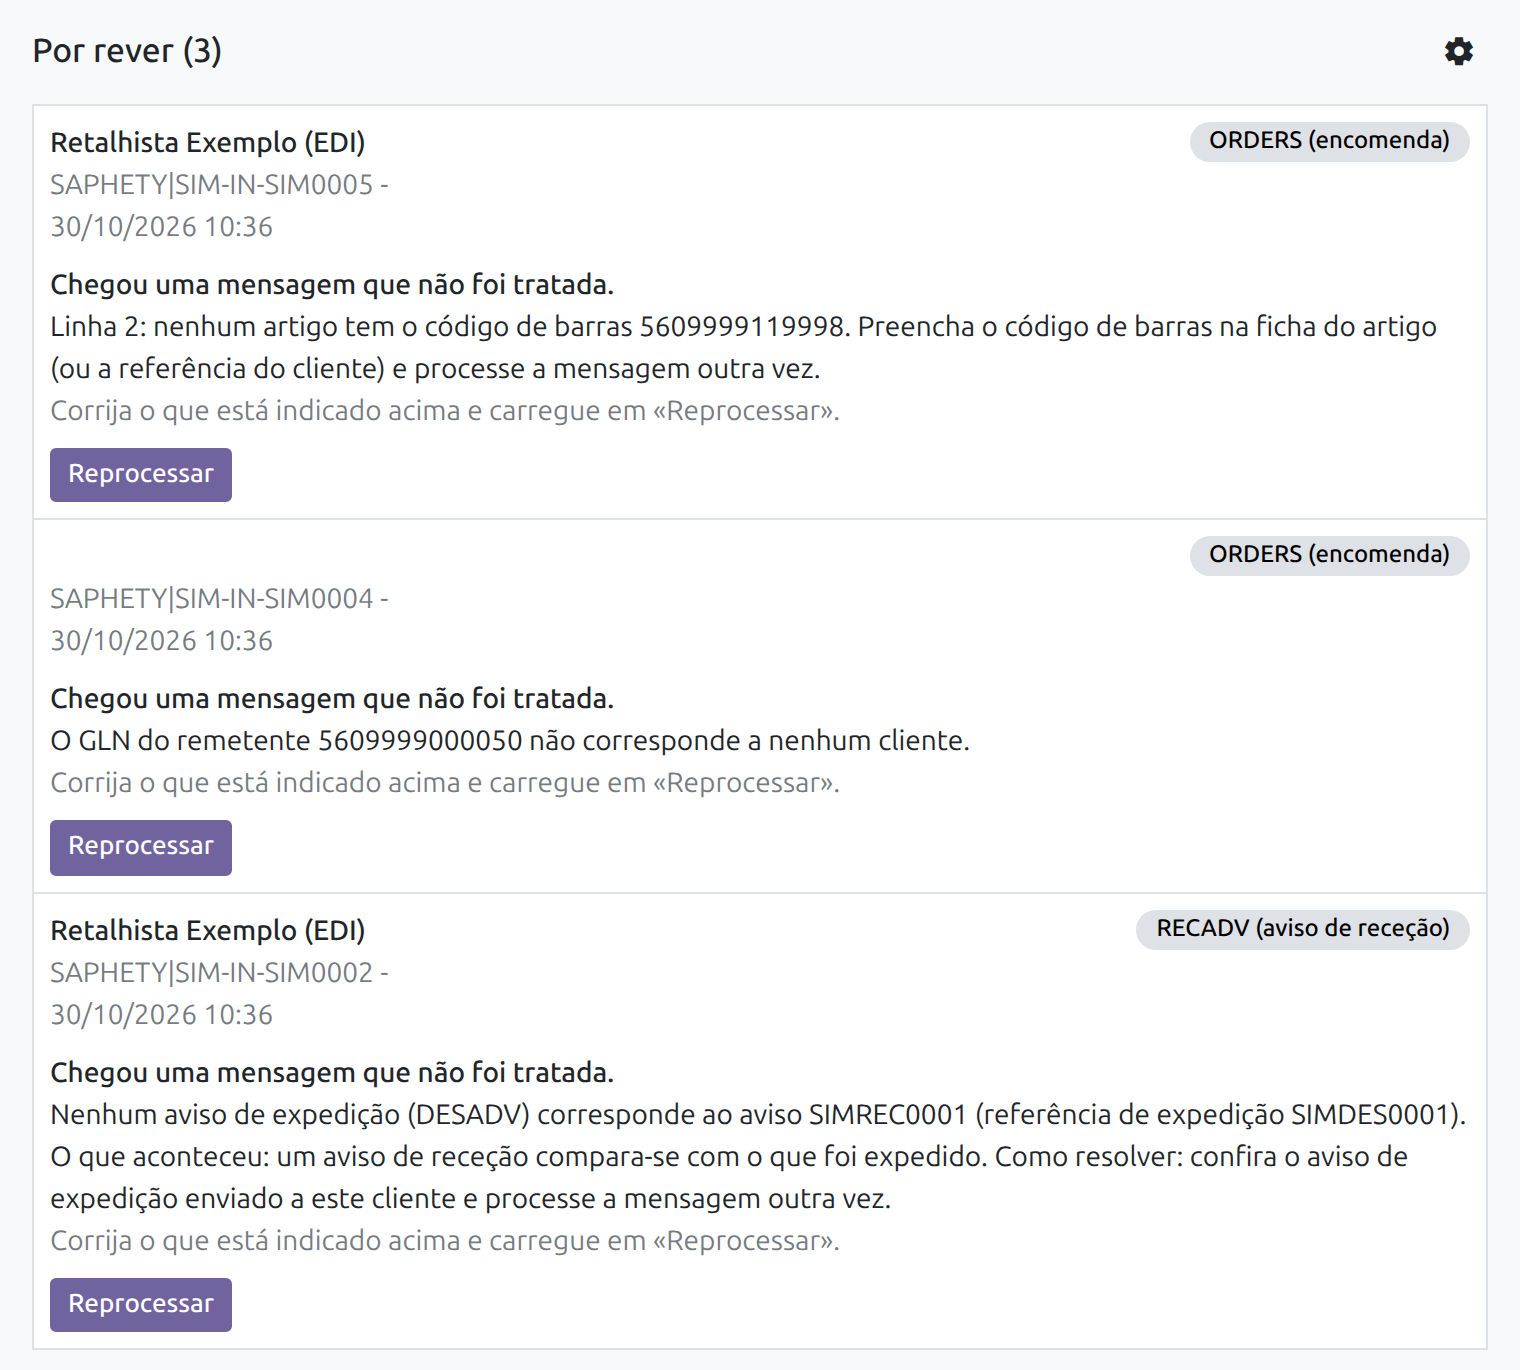 Por rever (3)
Retalhista Exemplo (EDI)
ORDERS (encomenda)
SAPHETY|SIM-IN-SIM0005 -
30/10/2026 10:36
Chegou uma mensagem que não foi tratada.
Linha 2: nenhum artigo tem o código de barras 5609999119998. Preencha o código de barras na ficha do artigo
(ou a referência do cliente) e processe a mensagem outra vez.
Corrija o que está indicado acima e carregue em «Reprocessar».
Reprocessar
ORDERS (encomenda)
SAPHETY|SIM-IN-SIM0004 -
30/10/2026 10:36
Chegou uma mensagem que não foi tratada.
O GLN do remetente 5609999000050 não corresponde a nenhum cliente.
Corrija o que está indicado acima e carregue em «Reprocessar».
Reprocessar
Retalhista Exemplo (EDI)
RECADV (aviso de receção)
SAPHETY|SIM-IN-SIM0002 -
30/10/2026 10:36
Chegou uma mensagem que não foi tratada.
Nenhum aviso de expedição (DESADV) corresponde ao aviso SIMREC0001 (referência de expedição SIMDES0001).
O que aconteceu: um aviso de receção compara-se com o que foi expedido. Como resolver: confira o aviso de
expedição enviado a este cliente e processe a mensagem outra vez.
Corrija o que está indicado acima e carregue em «Reprocessar».
Reprocessar